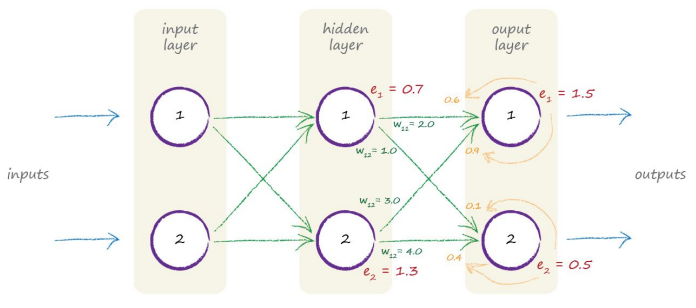 input
layer
hidden
layer
ouput
layer
e1 = 0.7
e1 = 1.5
0.6
1
1
1
w11= 2.0
w12= 1.0
0.9
inputs
outputs
w12= 3.0
0.1
2
2
2
w12= 4.0
0.4
e2 = 1.3
e2 = 0.5